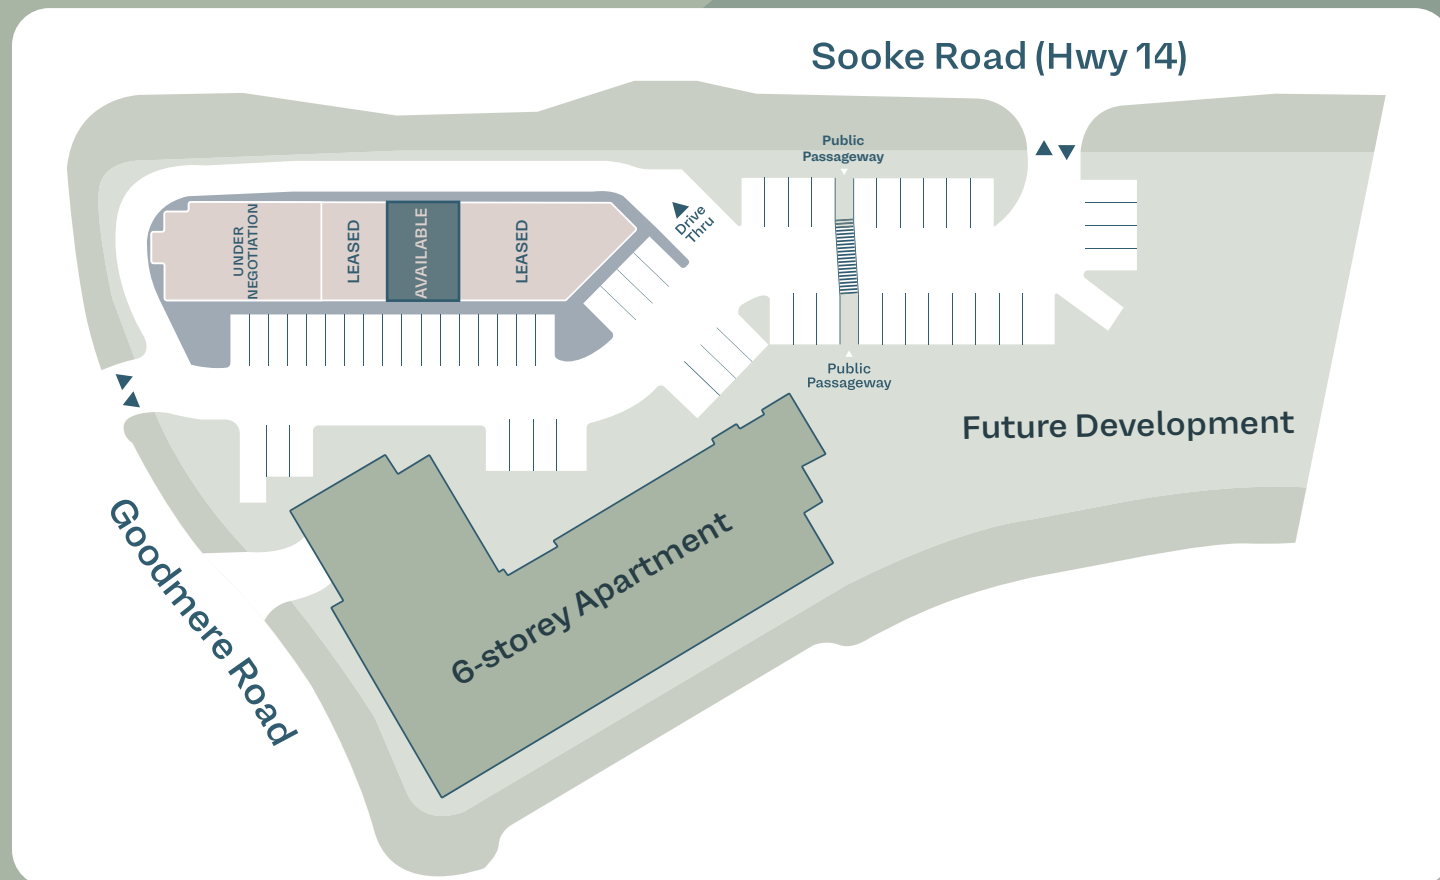 Sooke Road (Hwy 14)
Public
Passageway
Drive
Thru
UNDER
NEGOTIATION
LEASED
AVAILABLE
LEASED
Public
Passageway
Future Development
Goodmere Road
6-storey Apartment